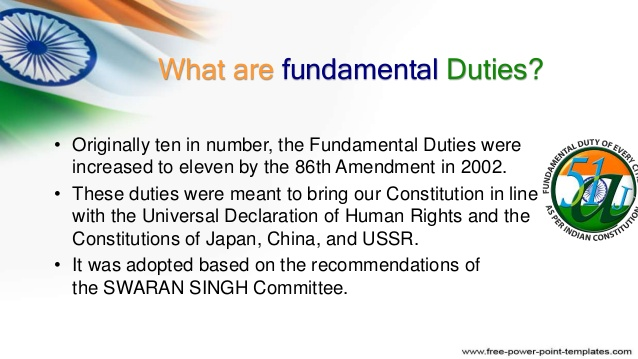 What are fundamental Duties?
• Originally ten in number, the Fundamental Duties were
increased to eleven by the 86th Amendment in 2002.
• These duties were meant to bring our Constitution in line
with the Universal Declaration of Human Rights and the
Constitutions of Japan, China, and USSR.
• It was adopted based on the recommendations of
the SWARAN SINGH Committee.
FUNDAMENTAL DUTY OF EVERY
51
a
AS PER INDIAN CONSTITUTION
www.free-power-point-templates.com